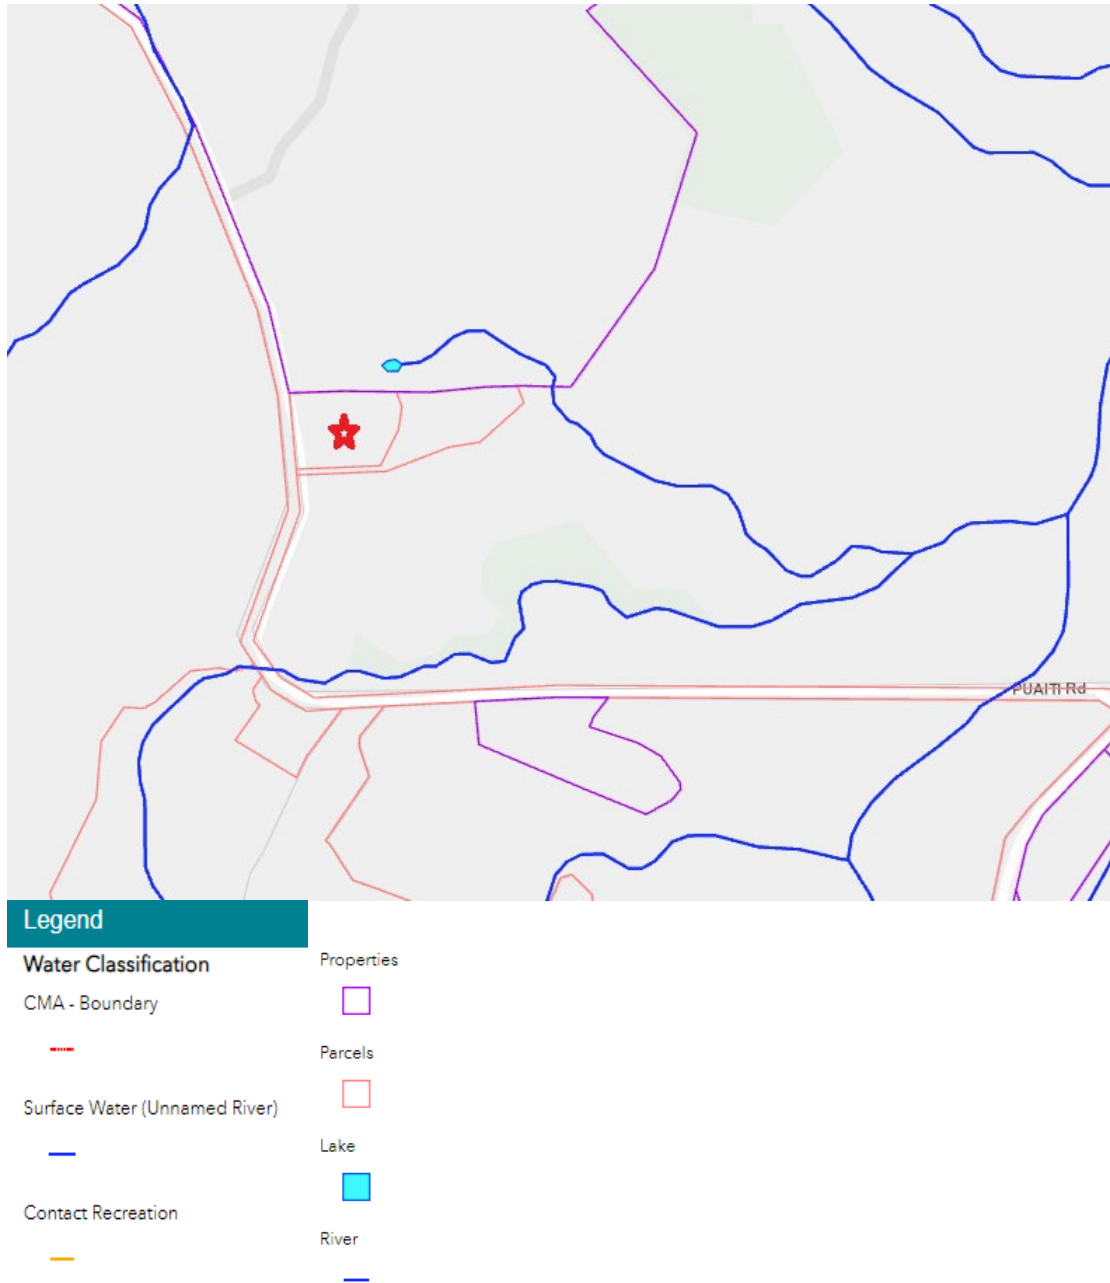 PUAITI Rd
Legend
Water Classification
CMA - Boundary
Surface Water (Unnamed River)
Contact Recreation
Properties
Parcels
Lake
River